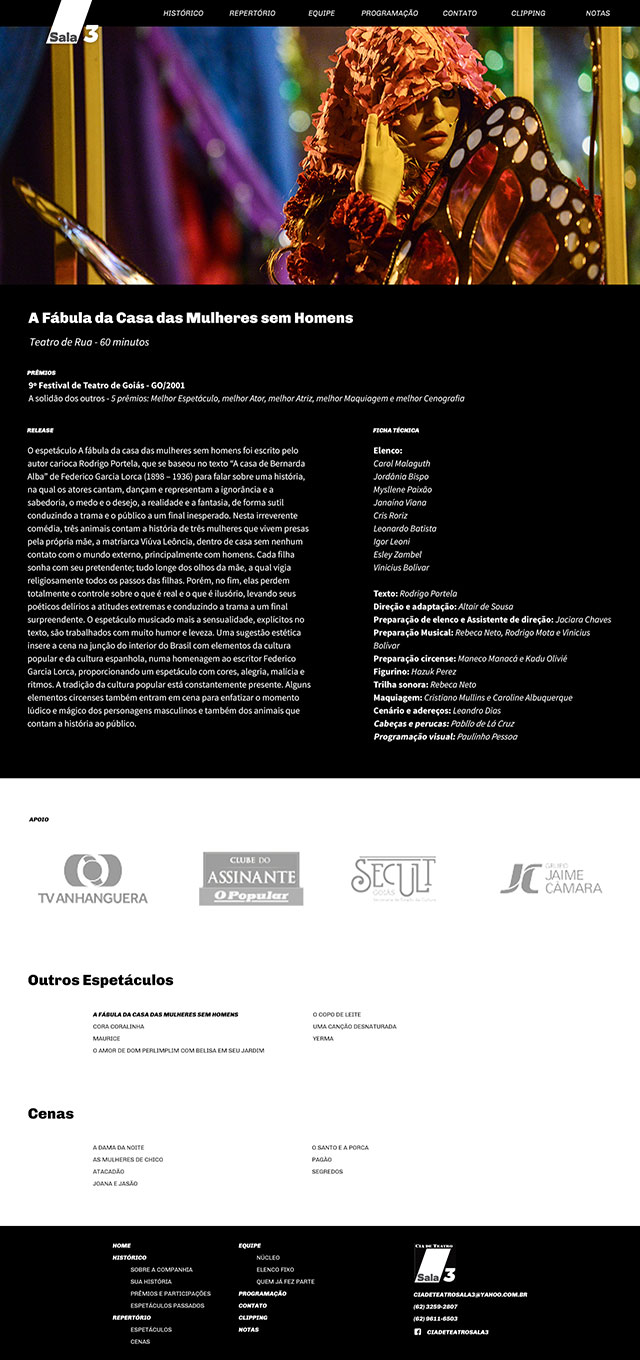 HISTÓRICO REPERTÓRIO EQUIPE PROGRAMAÇÃO CONTATO CLIPPING NOTAS
Sala 3
A Fábula da Casa das Mulheres sem Homens
Teatro de Rua - 60 minutos
PRÊMIOS
9º Festival de Teatro de Goiás - GO/2001
A solidão dos outros - 5 prêmios: Melhor Espetáculo, melhor Ator, melhor Atriz, melhor Maquiagem e melhor Cenografia
RELEASE
O espetáculo A fábula da casa das mulheres sem homens foi escrito pelo
autor carioca Rodrigo Portela, que se baseou no texto “A casa de Bernarda
Alba” de Federico Garcia Lorca (1898 – 1936) para falar sobre uma história,
na qual os atores cantam, dançam e representam a ignorância e a
sabedoria, o medo e o desejo, a realidade e a fantasia, de forma sutil
conduzindo a trama e o público a um final inesperado. Nesta irreverente
comédia, três animais contam a história de três mulheres que vivem presas
pela própria mãe, a matriarca Viúva Leôncia, dentro de casa sem nenhum
contato com o mundo externo, principalmente com homens. Cada filha
sonha com seu pretendente; tudo longe dos olhos da mãe, a qual vigia
religiosamente todos os passos das filhas. Porém, no fim, elas perdem
totalmente o controle sobre o que é real e o que é ilusório, levando seus
poéticos delírios a atitudes extremas e conduzindo a trama a um final
surpreendente. O espetáculo musicado mais a sensualidade, explícitos no
texto, são trabalhados com muito humor e leveza. Uma sugestão estética
insere a cena na junção do interior do Brasil com elementos da cultura
popular e da cultura espanhola, numa homenagem ao escritor Federico
Garcia Lorca, proporcionando um espetáculo com cores, alegria, malícia e
ritmos. A tradição da cultura popular está constantemente presente. Alguns
elementos circenses também entram em cena para enfatizar o momento
lúdico e mágico dos personagens masculinos e também dos animais que
contam a história ao público.
FICHA TÉCNICA
Elenco:
Carol Malaguth
Jordânia Bispo
Mysllene Paixão
Janaína Viana
Cris Roriz
Leonardo Batista
Igor Leoni
Esley Zambel
Vinicius Bolivar
Texto: Rodrigo Portela
Direção e adaptação: Altair de Sousa
Preparação de elenco e Assistente de direção: Jaciara Chaves
Preparação Musical: Rebeca Neto, Rodrigo Mota e Vinicius
Bolívar
Preparação circense: Maneco Manacá e Kadu Olivié
Figurino: Hazuk Perez
Trilha sonora: Rebeca Neto
Maquiagem: Cristiano Mullins e Caroline Albuquerque
Cenário e adereços: Leandro Dias
Cabeças e perucas: Pablio de Lá Cruz
Programação visual: Paulinho Pessoa
APOIO
TV ANHANGUERA
CLUBE DO
ASSINANTE
O Popular
SECULT
GOIÁS
GRUPO
JAIME
CÂMARA
Outros Espetáculos
A FÁBULA DA CASA DAS MULHERES SEM HOMENS
CORA CORALINHA
MAURICE
O AMOR DE DOM PERLIMPLIM COM BELISA EM SEU JARDIM
O COPO DE LEITE
UMA CANÇÃO DESNATURADA
YERMA
Cenas
A DAMA DA NOITE
AS MULHERES DE CHICO
ATACADÃO
JOANA E JASÃO
O SANTO E A PORCA
PAGÃO
SEGREDOS
HOME
HISTÓRICO
SOBRE A COMPANHIA
SUA HISTÓRIA
PRÊMIOS E PARTICIPAÇÕES
ESPETÁCULOS PASSADOS
REPERTÓRIO
ESPETÁCULOS
CENAS
EQUIPE
NÚCLEO
ELENCO FIXO
QUEM JÁ FEZ PARTE
PROGRAMAÇÃO
CONTATO
CLIPPING
NOTAS
CIA DE TEATRO
Sala 3
CIADETEATROSALA3@YAHOO.COM.BR
(62) 3259-2807
(62) 9611-6503
CIADETEATROSALA3